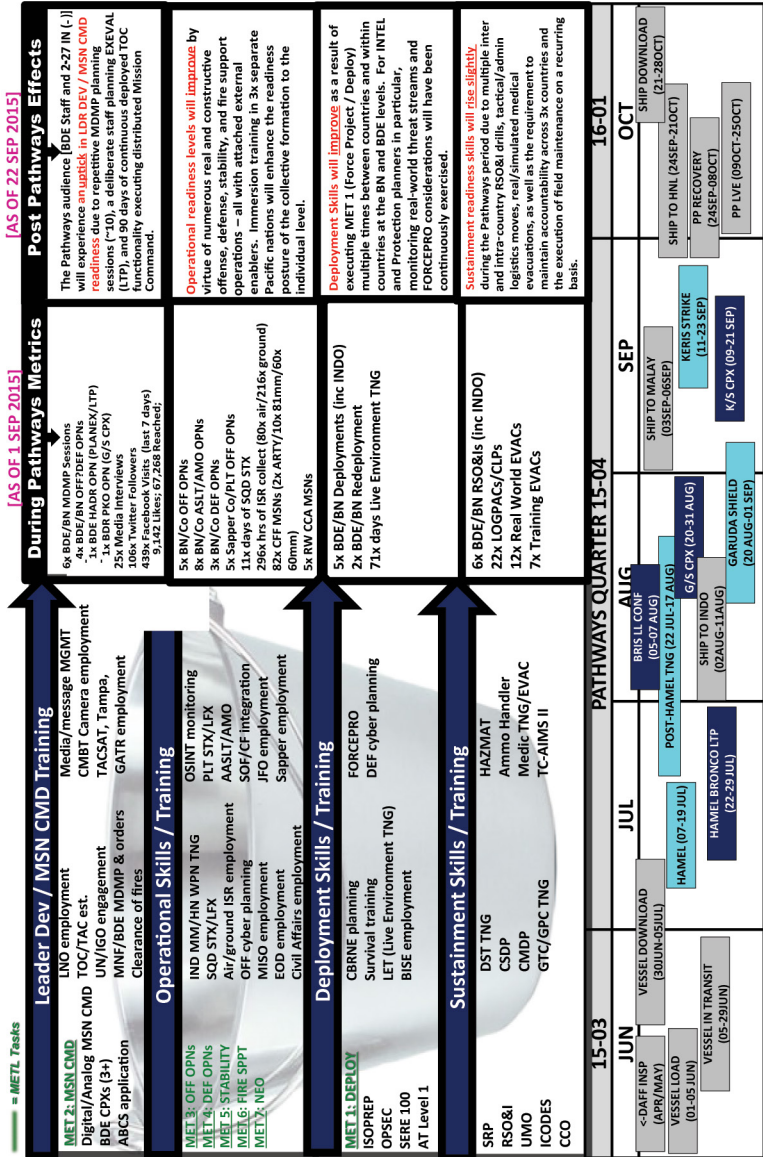 = METL Tasks
[AS OF 1 SEP 2015]
[AS OF 22 SEP 2015]
Leader Dev / MSN CMD Training
During Pathways Metrics
Post Pathways Effects
MET 2: MSN CMD
Digital/Analog MSN CMD
BDE CPXs (3+)
ABCS application
LNO employment
TOC/TAC est.
UN/IGO engagement
MNF/BDE MDMP & orders
Clearance of fires
Media/message MGMT
CMBT Camera employment
TACSAT, Tampa,
GATR employment
6x BDE/BN MDMP Sessions
- 4x BDE/BN OFF?DEF OPNs
- 1x BDE HADR OPN (PLANEX/LTP)
- 1x BDR PKO OPN (G/S CPX)
25x Media Interviews
106x Twitter Followers
439x Facebook Visits (last 7 days)
9,142 Likes; 67,268 Reached;
The Pathways audience [BDE Staff and 2-27 IN (-)]
will experience an uptick in LDR DEV / MSN CMD
readiness due to repetitive MDMP planning
sessions (~10), a deliberate staff planning EXEVAL
(LTP), and 90 days of continuous deployed TOC
functionality executing distributed Mission
Command.
Operational Skills / Training
MET 3: OFF OPNs
MET 4: DEF OPNs
MET 5: STABILITY
MET 6: FIRE SPPT
MET 7: NEO
IND MM/HN WPN TNG
SQD STX/LFX
Air/ground ISR employment
OFF cyber planning
MISO employment
EOD employment
Civil Affairs employment
OSINT monitoring
PLT STX/LFX
AASLT/AMO
SOF/CF integration
JFO employment
Sapper employment
5x BN/Co OFF OPNs
8x BN/Co ASLT/AMO OPNs
3x BN/Co DEF OPNs
5x Sapper Co/PLT OFF OPNs
11x days of SQD STX
296x hrs of ISR collect (80x air/216x ground)
82x CFF MSNs (2x ARTY/10x 81mm/60x
60mm)
5x RW CCA MSNs
Operational readiness levels will improve by
virtue of numerous real and constructive
offense, defense, stability, and fire support
operations – all with attached external
enablers. Immersion training in 3x separate
Pacific nations will enhance the readiness
posture of the collective formation to the
individual level.
Deployment Skills / Training
MET 1: DEPLOY
ISOPREP
OPSEC
SERE 100
AT Level 1
CBRNE planning
Survival training
LET (Live Environment TNG)
BISE employment
FORCEPRO
DEF cyber planning
5x BDE/BN Deployments (inc INDO)
2x BDE/BN Redeployment
71x days Live Environment TNG
Deployment Skills will improve as a result of
executing MET 1 (Force Project / Deploy)
multiple times between countries and within
countries at the BN and BDE levels. For INTEL
and Protection planners in particular,
monitoring real-world threat streams and
FORCEPRO considerations will have been
continuously exercised.
Sustainment Skills / Training
SRP
RSO&I
UMO
ICODES
CCO
DST TNG
CSDP
CMDP
GTC/GPC TNG
HAZMAT
Ammo Handler
Medic TNG/EVAC
TC-AIMS II
6x BDE/BN RSO&Is (inc INDO)
22x LOGPACs/CLPs
12x Real World EVACs
7x Training EVACs
Sustainment readiness skills will rise slightly
during the Pathways period due to multiple inter
and intra-country RSO&I drills, tactical/admin
logistics moves, real/simulated medical
evacuations, as well as the requirement to
maintain accountability across 3x countries and
the execution of field maintenance on a recurring
basis.
15-03
PATHWAYS QUARTER 15-04
16-01
JUN
JUL
AUG
SEP
OCT
<-DAFF INSP
(APR/MAY)
VESSEL LOAD
(01-05 JUN)
VESSEL IN TRANSIT
(05-29JUN)
VESSEL DOWNLOAD
(30JUN-05JUL)
HAMEL (07-19 JUL)
HAMEL BRONCO LTP
(22-29 JUL)
BRIS LL CONF
(05-07 AUG)
POST-HAMEL TNG (22 JUL-17 AUG)
SHIP TO INDO
(02AUG-11AUG)
G/S CPX (20-31 AUG)
GARUDA SHIELD
(20 AUG-01 SEP)
SHIP TO MALAY
(03SEP-06SEP)
KERIS STRIKE
(11-23 SEP)
K/S CPX (09-21 SEP)
SHIP DOWNLOAD
(21-28OCT)
SHIP TO HNL (24SEP-21OCT)
PP RECOVERY
(24SEP-08OCT)
PP LVE (09OCT-25OCT)